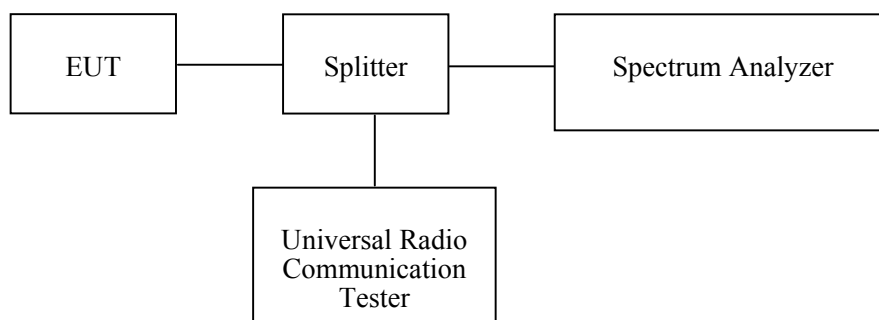 EUT
Splitter
Spectrum Analyzer
Universal Radio
Communication
Tester